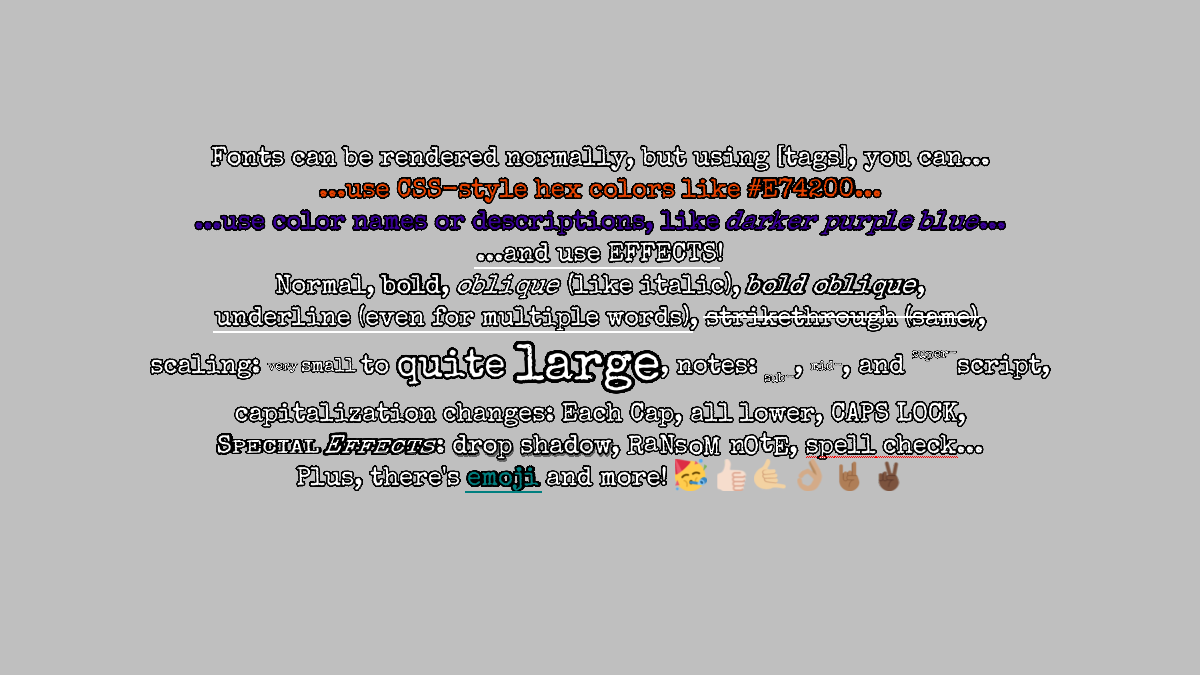 Fonts can be rendered normally, but using [tags], you can...
...use CSS-style hex colors like #E74200...
...use color names or descriptions, like darker purple blue...
...and use EFFECTS!
Normal, bold, oblique (like italic), bold oblique,
underline (even for multiple words), strikethrough (same),
scaling: very small to quite large, notes: sub-, mid-, and super-script,
capitalization changes: Each Cap, all lower, CAPS LOCK,
Special Effects: drop shadow, RaNsoM nOtE, spell check...
Plus, there's emoji and more! 🥳👍🏻🤙🏼👌🏽🤘🏾✌🏿